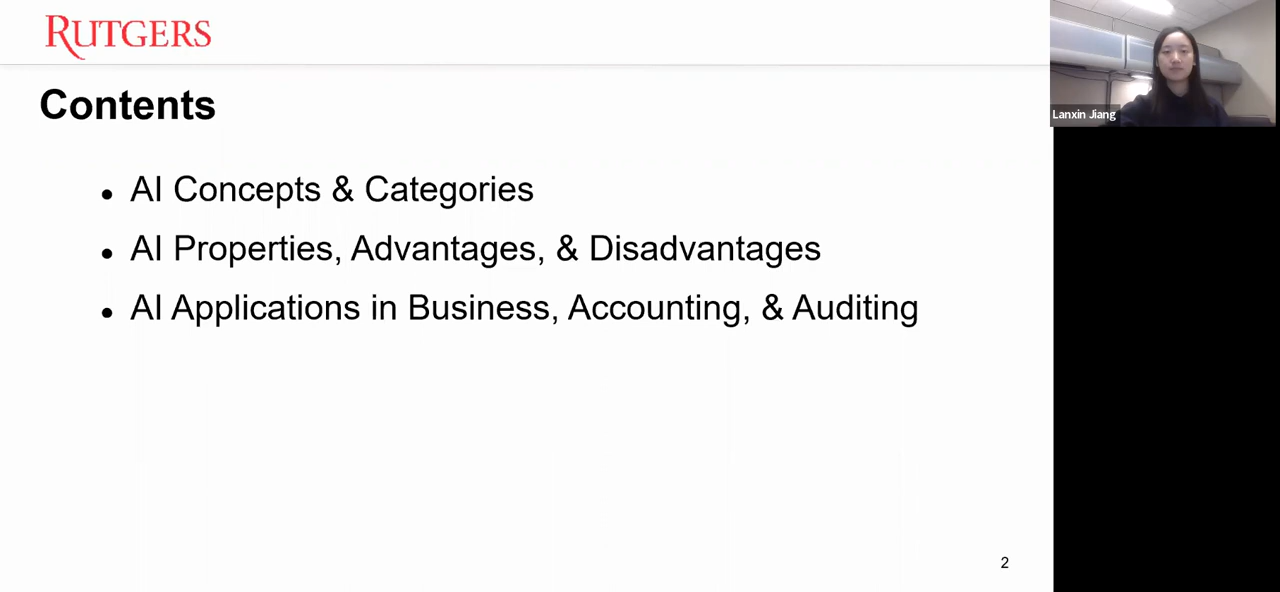 RUTGERS
Contents
• AI Concepts & Categories
• AI Properties, Advantages, & Disadvantages
• AI Applications in Business, Accounting, & Auditing
2
Lanxin Jiang